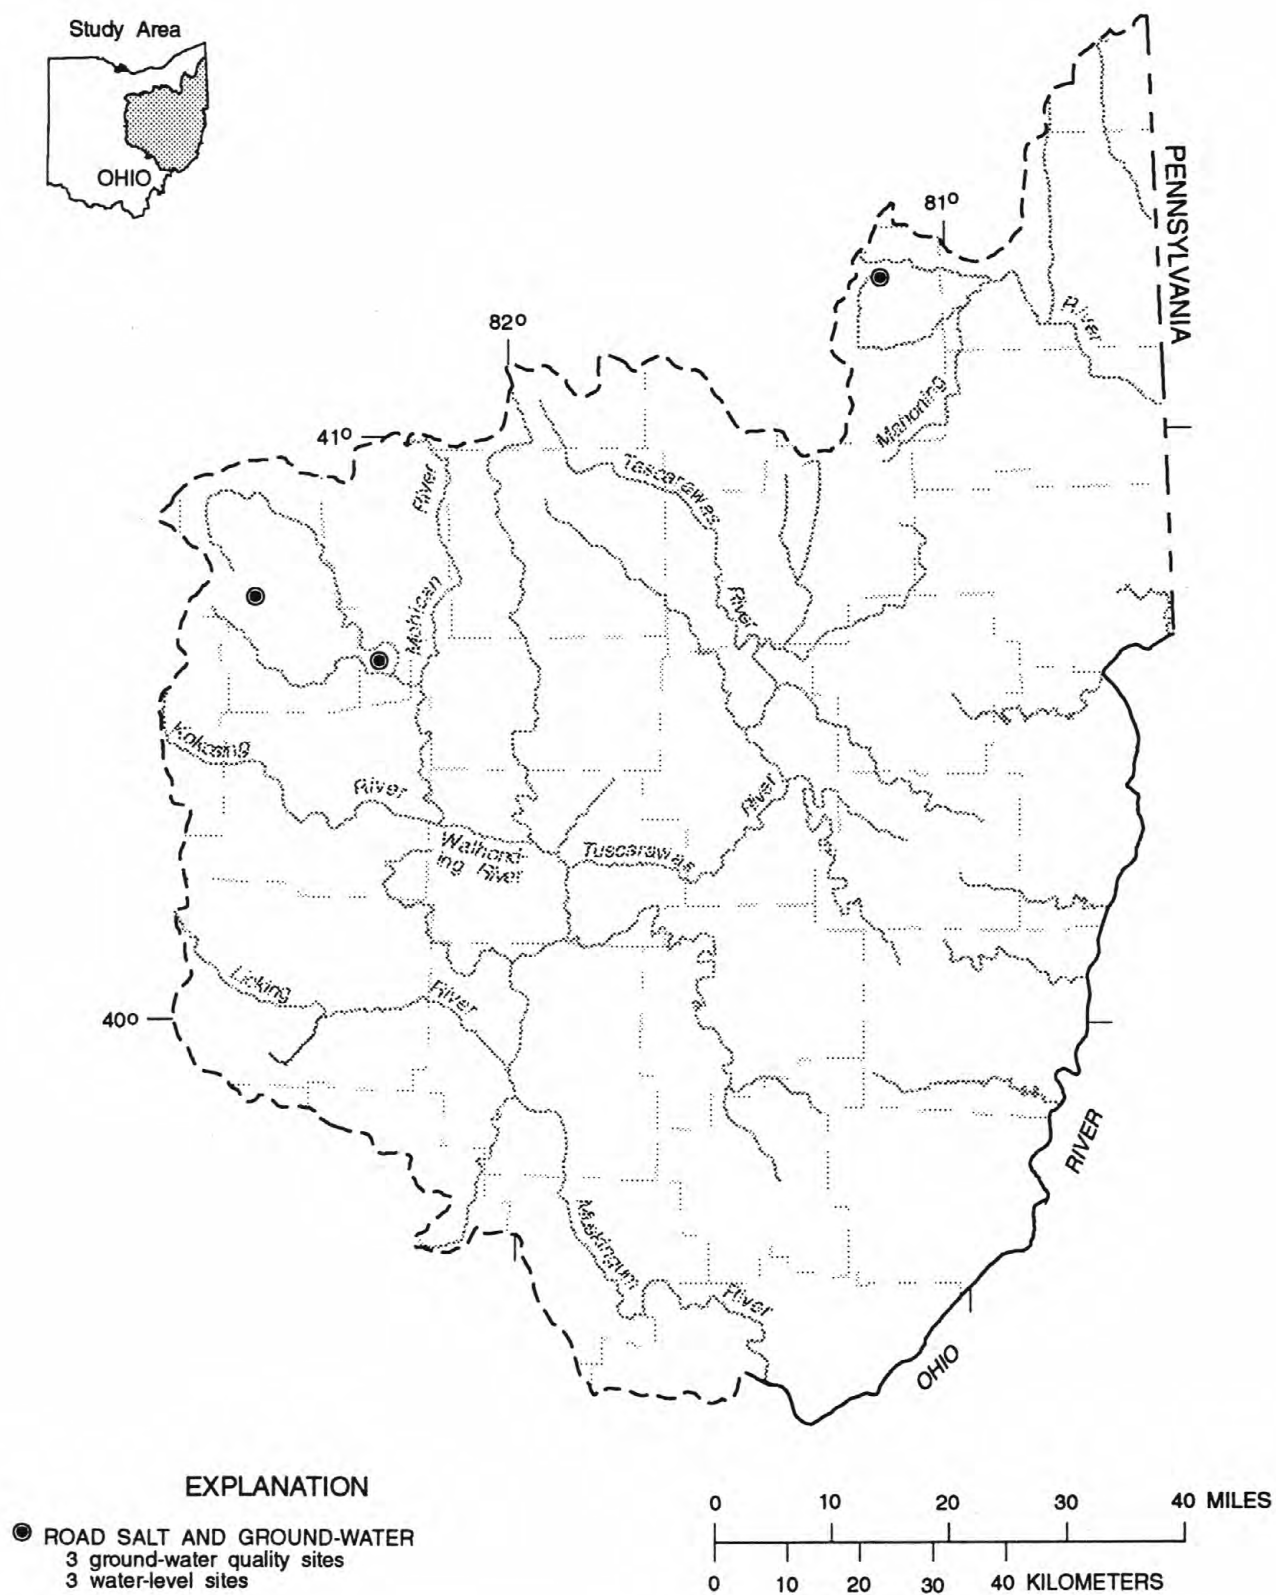 Study Area
OHIO
PENNSYLVANIA
81º
River
82º
Mahoning
41º
River
Tuscarawas
Mohican
River
Kokosing
River
River
Walhond-
ing River
Tuscarawas
Licking
River
40º
RIVER
Muskingum
River
OHIO
EXPLANATION
ROAD SALT AND GROUND-WATER
3 ground-water quality sites
3 water-level sites
0 10 20 30 40 MILES
0 10 20 30 40 KILOMETERS